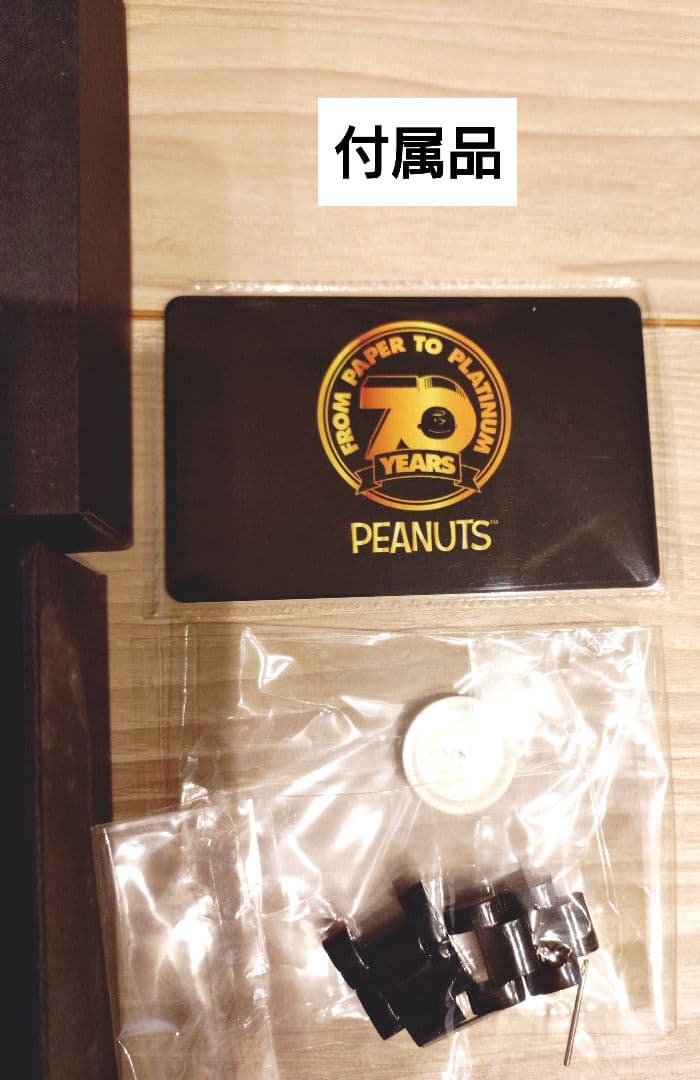 付属品
FROM PAPER TO PLATINUM
70
YEARS
PEANUTS™